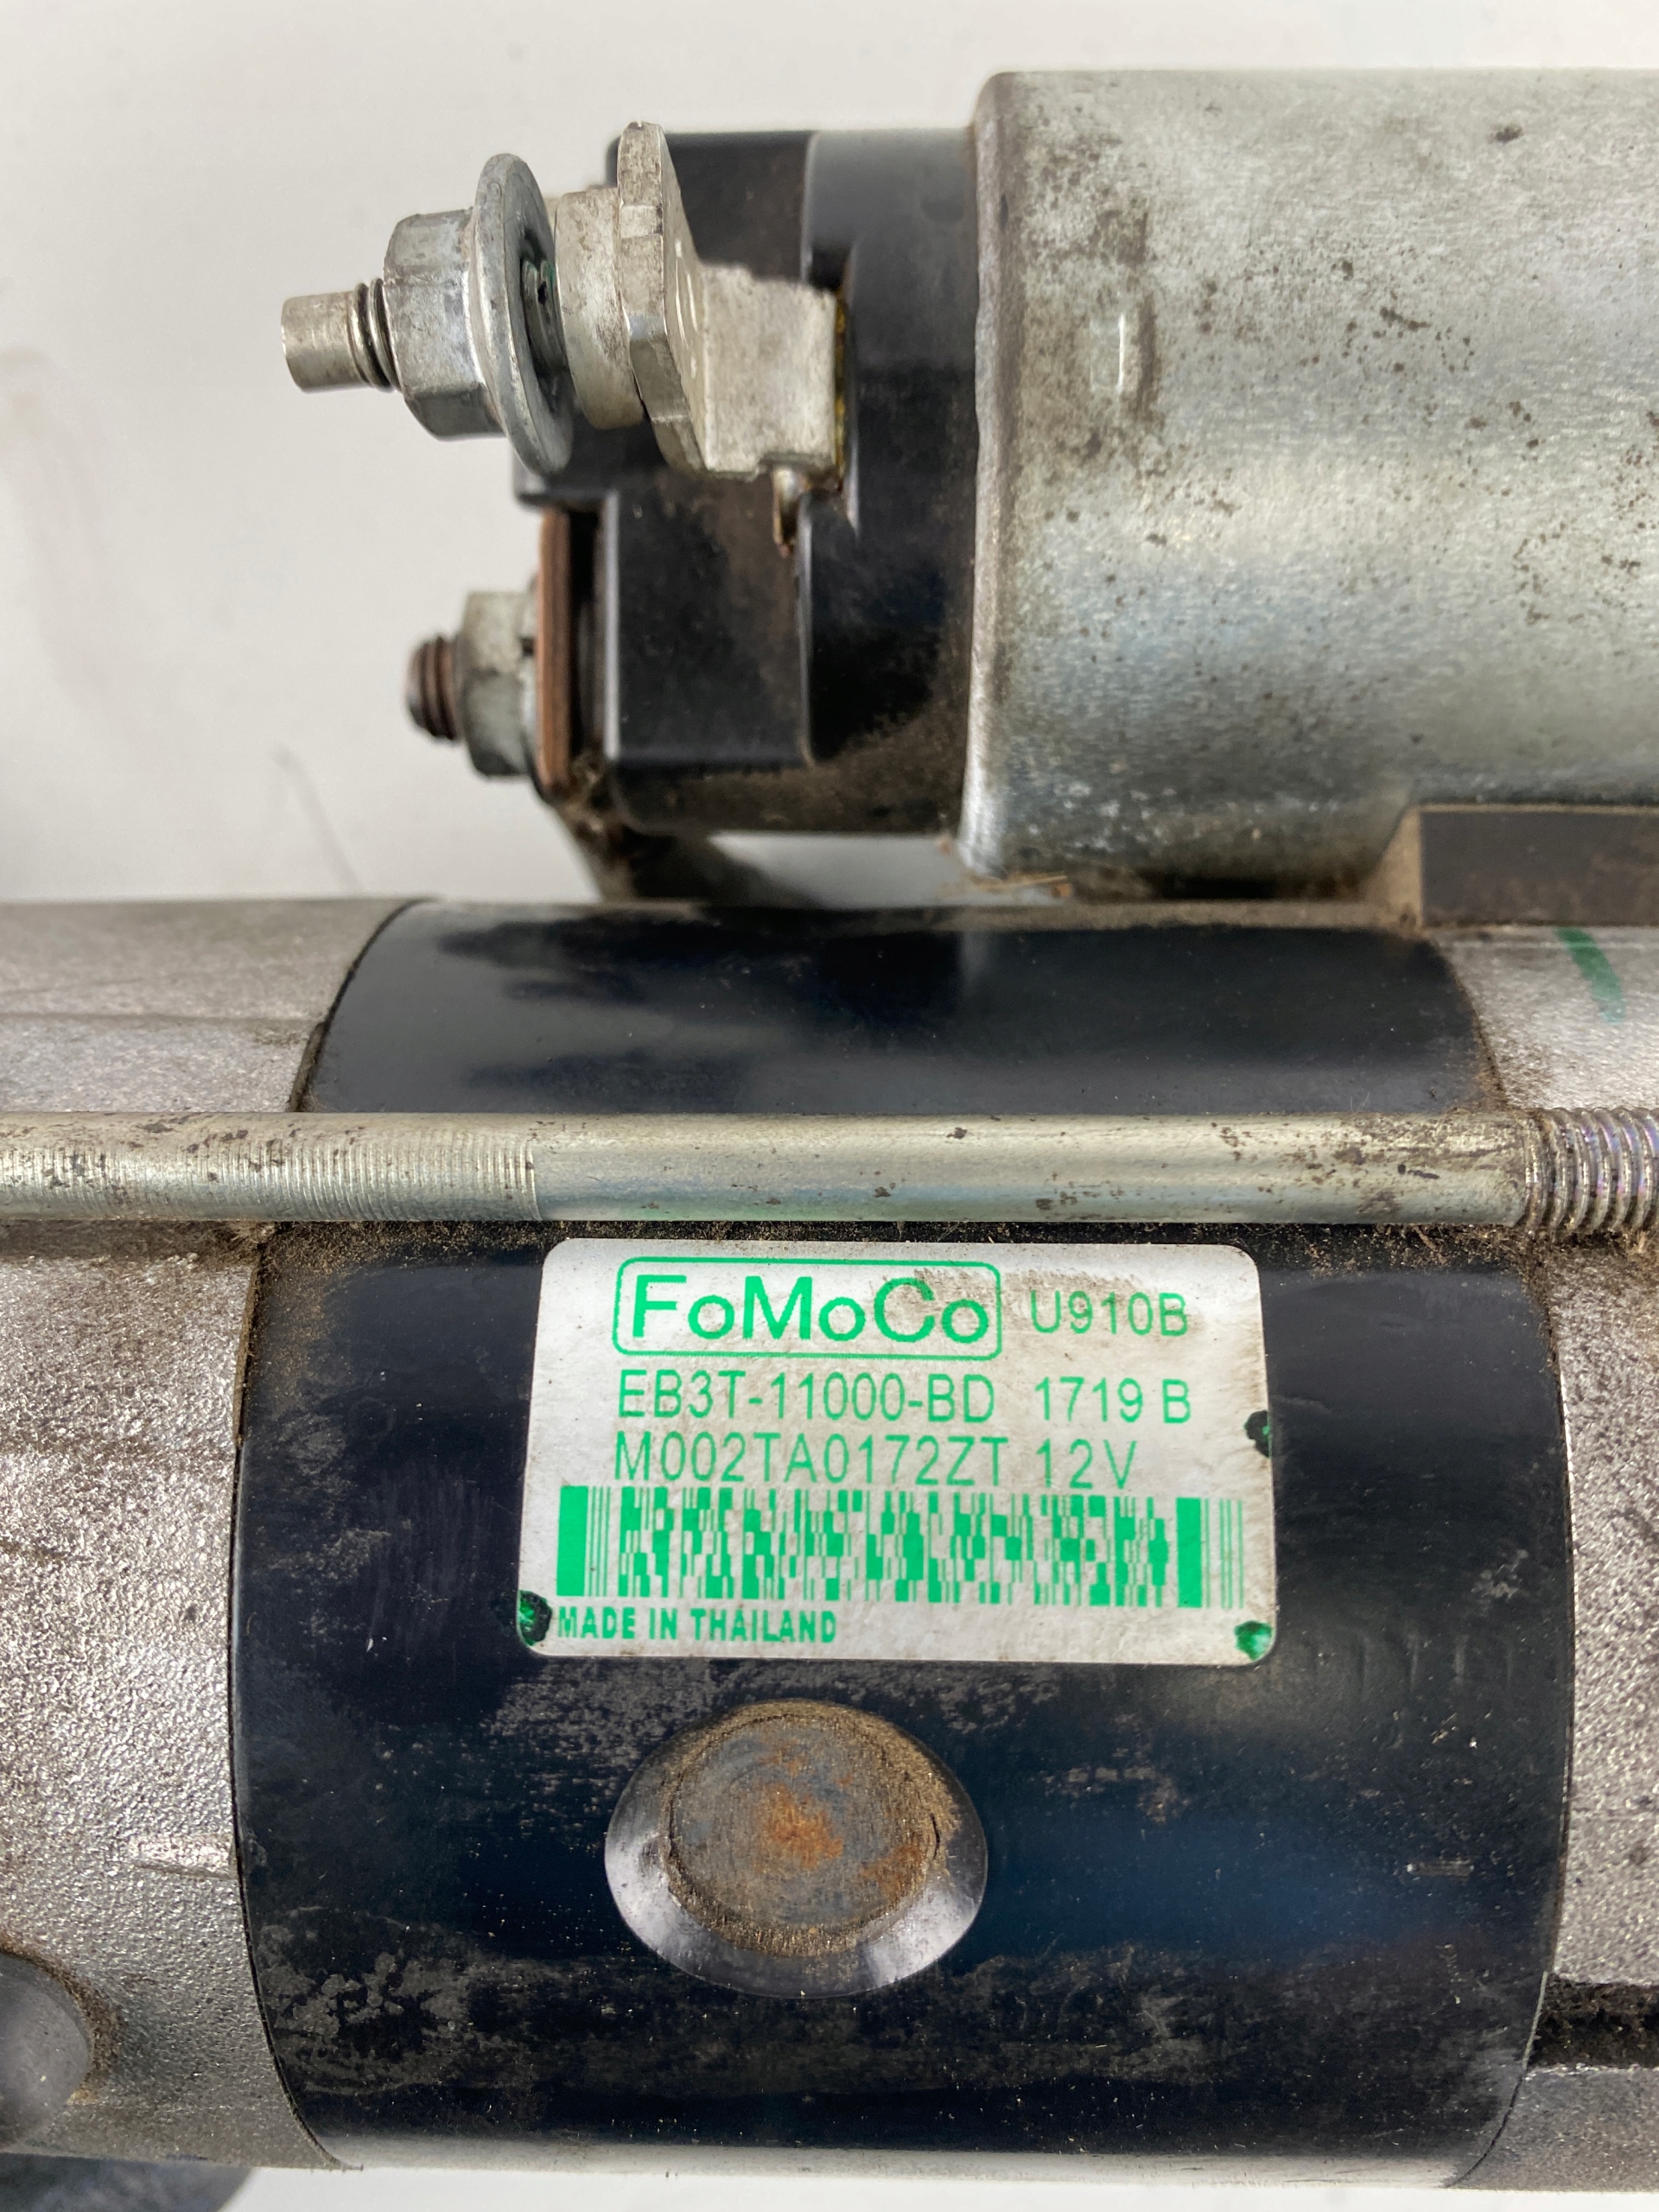 FoMoCo U910B
EB3T-11000-BD 1719 B
M002TA0172ZT 12V
MADE IN THAILAND